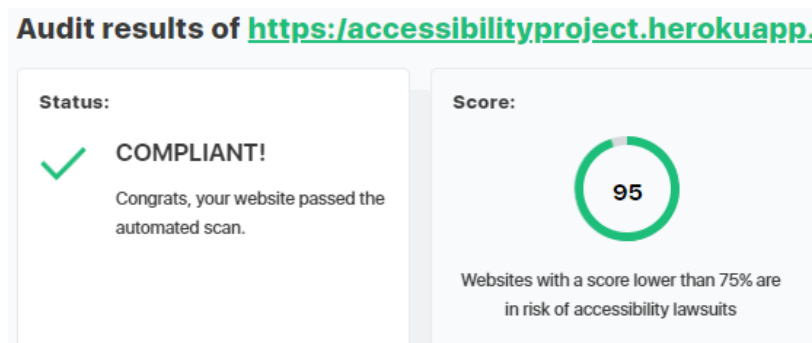 Audit results of https:/accessibilityproject.herokuapp.
Status:
COMPLIANT!
Congrats, your website passed the
automated scan.
Score:
95
Websites with a score lower than 75% are
in risk of accessibility lawsuits